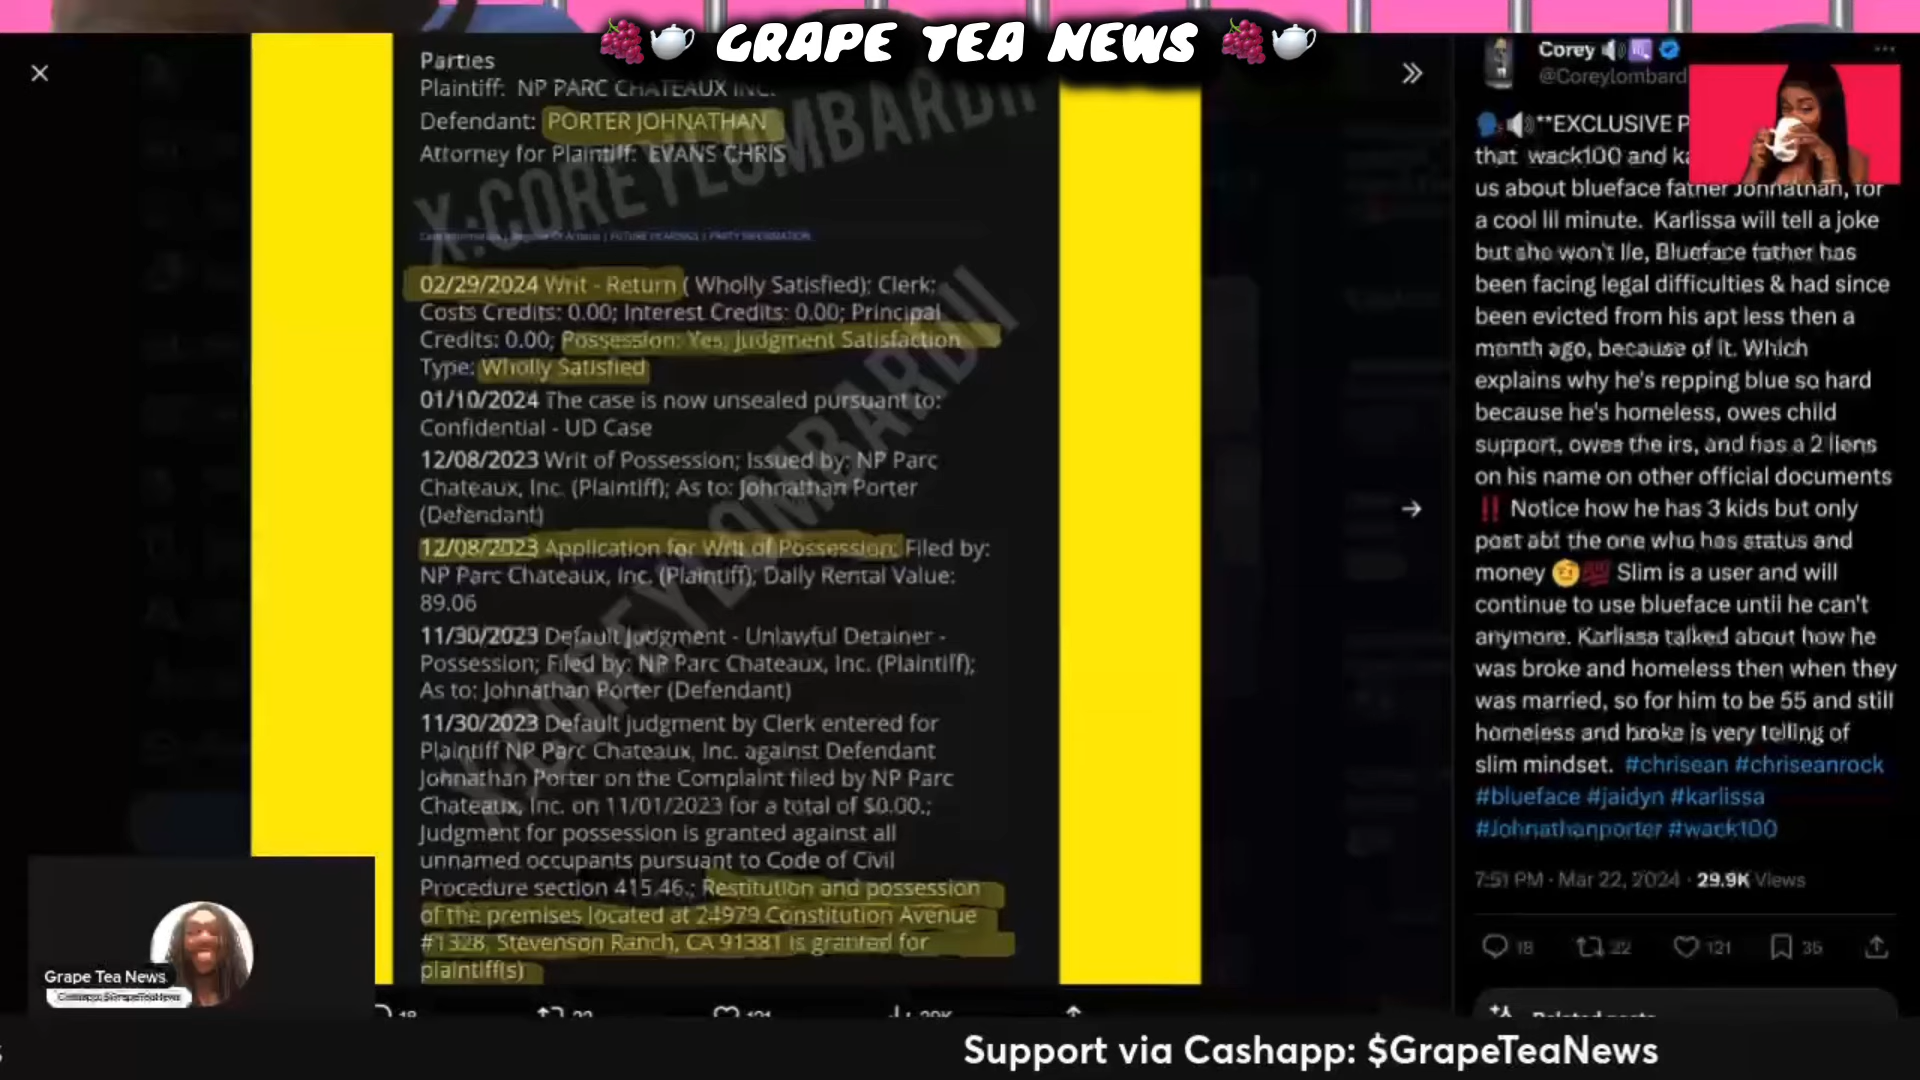 🍇🫖 GRAPE TEA NEWS 🍇🫖
Parties
Plaintiff: NP PARC CHATEAUX INC.
Defendant: PORTER JOHNATHAN
Attorney for Plaintiff: EVANS CHRIS
X:COREYLOMBARDII
02/29/2024 Writ - Return ( Wholly Satisfied); Clerk:
Costs Credits: 0.00; Interest Credits: 0.00; Principal
Credits: 0.00; Possession: Yes; Judgment Satisfaction
Type: Wholly Satisfied
01/10/2024 The case is now unsealed pursuant to:
Confidential - UD Case
12/08/2023 Writ of Possession; Issued by: NP Parc
Chateaux, Inc. (Plaintiff); As to: Johnathan Porter
(Defendant)
12/08/2023 Application for Writ of Possession; Filed by:
NP Parc Chateaux, Inc. (Plaintiff); Daily Rental Value:
89.06
11/30/2023 Default Judgment - Unlawful Detainer -
Possession; Filed by: NP Parc Chateaux, Inc. (Plaintiff);
As to: Johnathan Porter (Defendant)
11/30/2023 Default judgment by Clerk entered for
Plaintiff NP Parc Chateaux, Inc. against Defendant
Johnathan Porter on the Complaint filed by NP Parc
Chateaux, Inc. on 11/01/2023 for a total of $0.00.;
Judgment for possession is granted against all
unnamed occupants pursuant to Code of Civil
Procedure section 415.46.; Restitution and possession
of the premises located at 24979 Constitution Avenue
#1328, Stevenson Ranch, CA 91381 is granted for
plaintiff(s)
X:COREYLOMBARDII
Corey
@Coreylombard
🗣️🔊**EXCLUSIVE P
that wack100 and ka
us about blueface father Johnathan, for
a cool lil minute. Karlissa will tell a joke
but she won't lie, Blueface father has
been facing legal difficulties & had since
been evicted from his apt less then a
month ago, because of it. Which
explains why he's repping blue so hard
because he's homeless, owes child
support, owes the irs, and has a 2 liens
on his name on other official documents
‼️ Notice how he has 3 kids but only
post abt the one who has status and
money 🤨💯 Slim is a user and will
continue to use blueface until he can't
anymore. Karlissa talked about how he
was broke and homeless then when they
was married, so for him to be 55 and still
homeless and broke is very telling of
slim mindset. #chrisean #chriseanrock
#blueface #jaidyn #karlissa
#Johnathanporter #wack100
7:51 PM · Mar 22, 2024 · 29.9K Views
18 22 121 35
Related posts
18 22 121 29K
Grape Tea News
Cashapp: $GrapeTeaNews
Support via Cashapp: $GrapeTeaNews